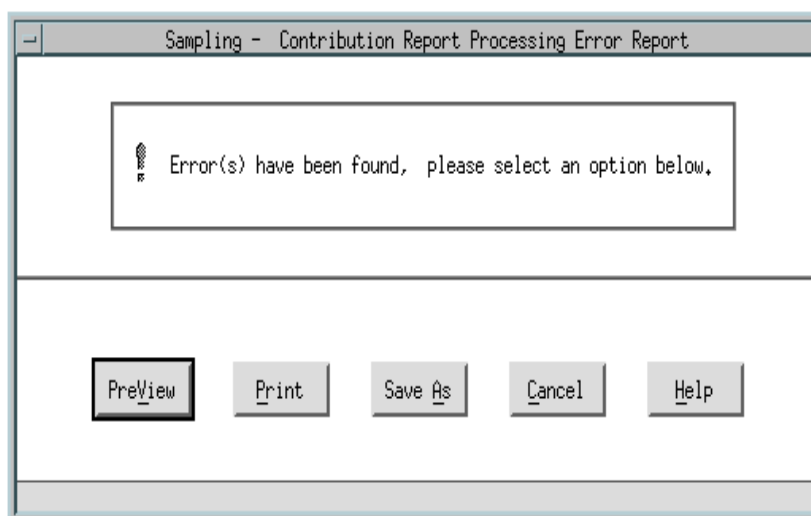 Sampling - Contribution Report Processing Error Report
Error(s) have been found, please select an option below.
PreView Print Save As Cancel Help